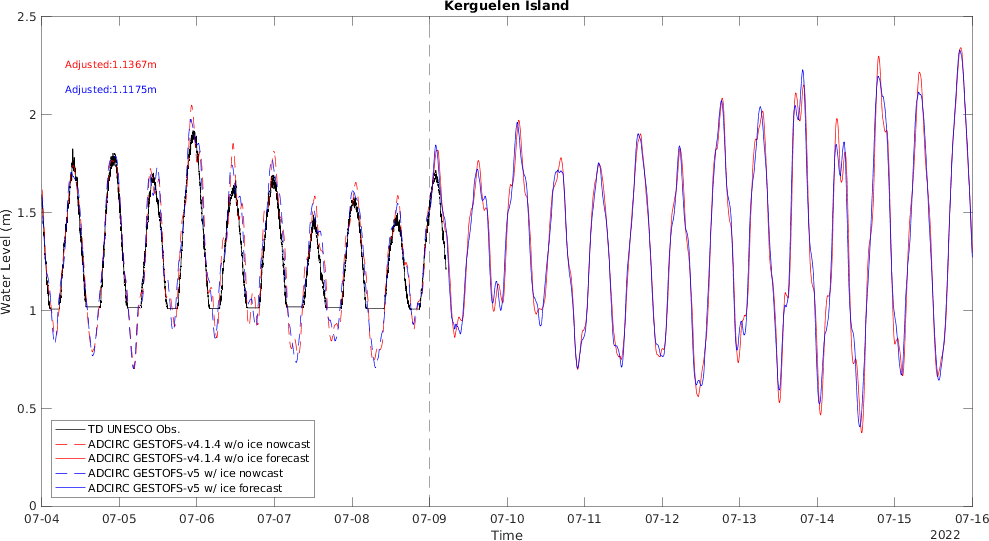 Kerguelen Island
2.5
2
1.5
1
0.5
0
Water Level (m)
Adjusted:1.1367m
Adjusted:1.1175m
TD UNESCO Obs.
ADCIRC GESTOFS-v4.1.4 w/o ice nowcast
ADCIRC GESTOFS-v4.1.4 w/o ice forecast
ADCIRC GESTOFS-v5 w/ ice nowcast
ADCIRC GESTOFS-v5 w/ ice forecast
07-04 07-05 07-06 07-07 07-08 07-09 07-10 07-11 07-12 07-13 07-14 07-15 07-16
Time
2022